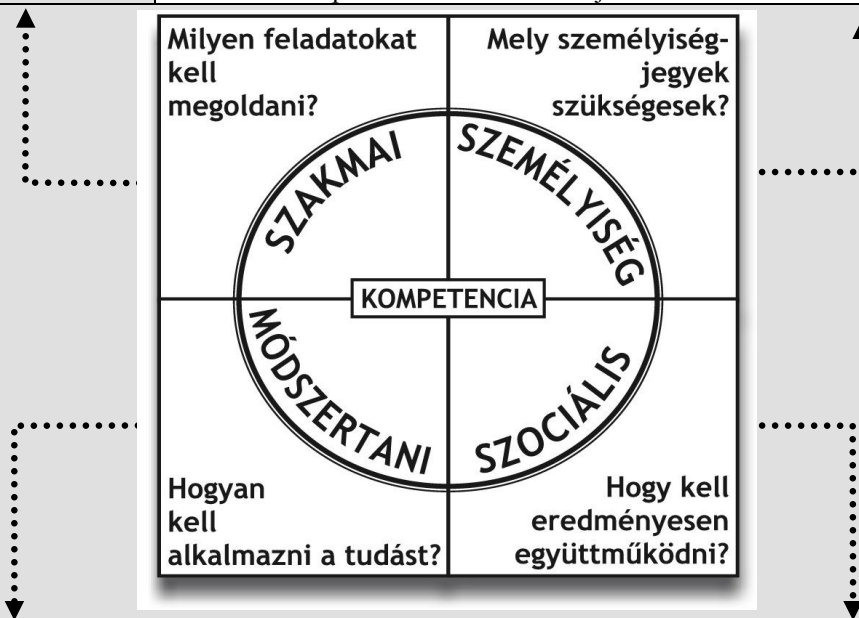 Milyen feladatokat
kell
megoldani?
Mely személyiség-
jegyek
szükségesek?
SZAKMAI
SZEMÉLYISÉG
KOMPETENCIA
MÓDSZERTANI
SZOCIÁLIS
Hogyan
kell
alkalmazni a tudást?
Hogy kell
eredményesen
együttműködni?